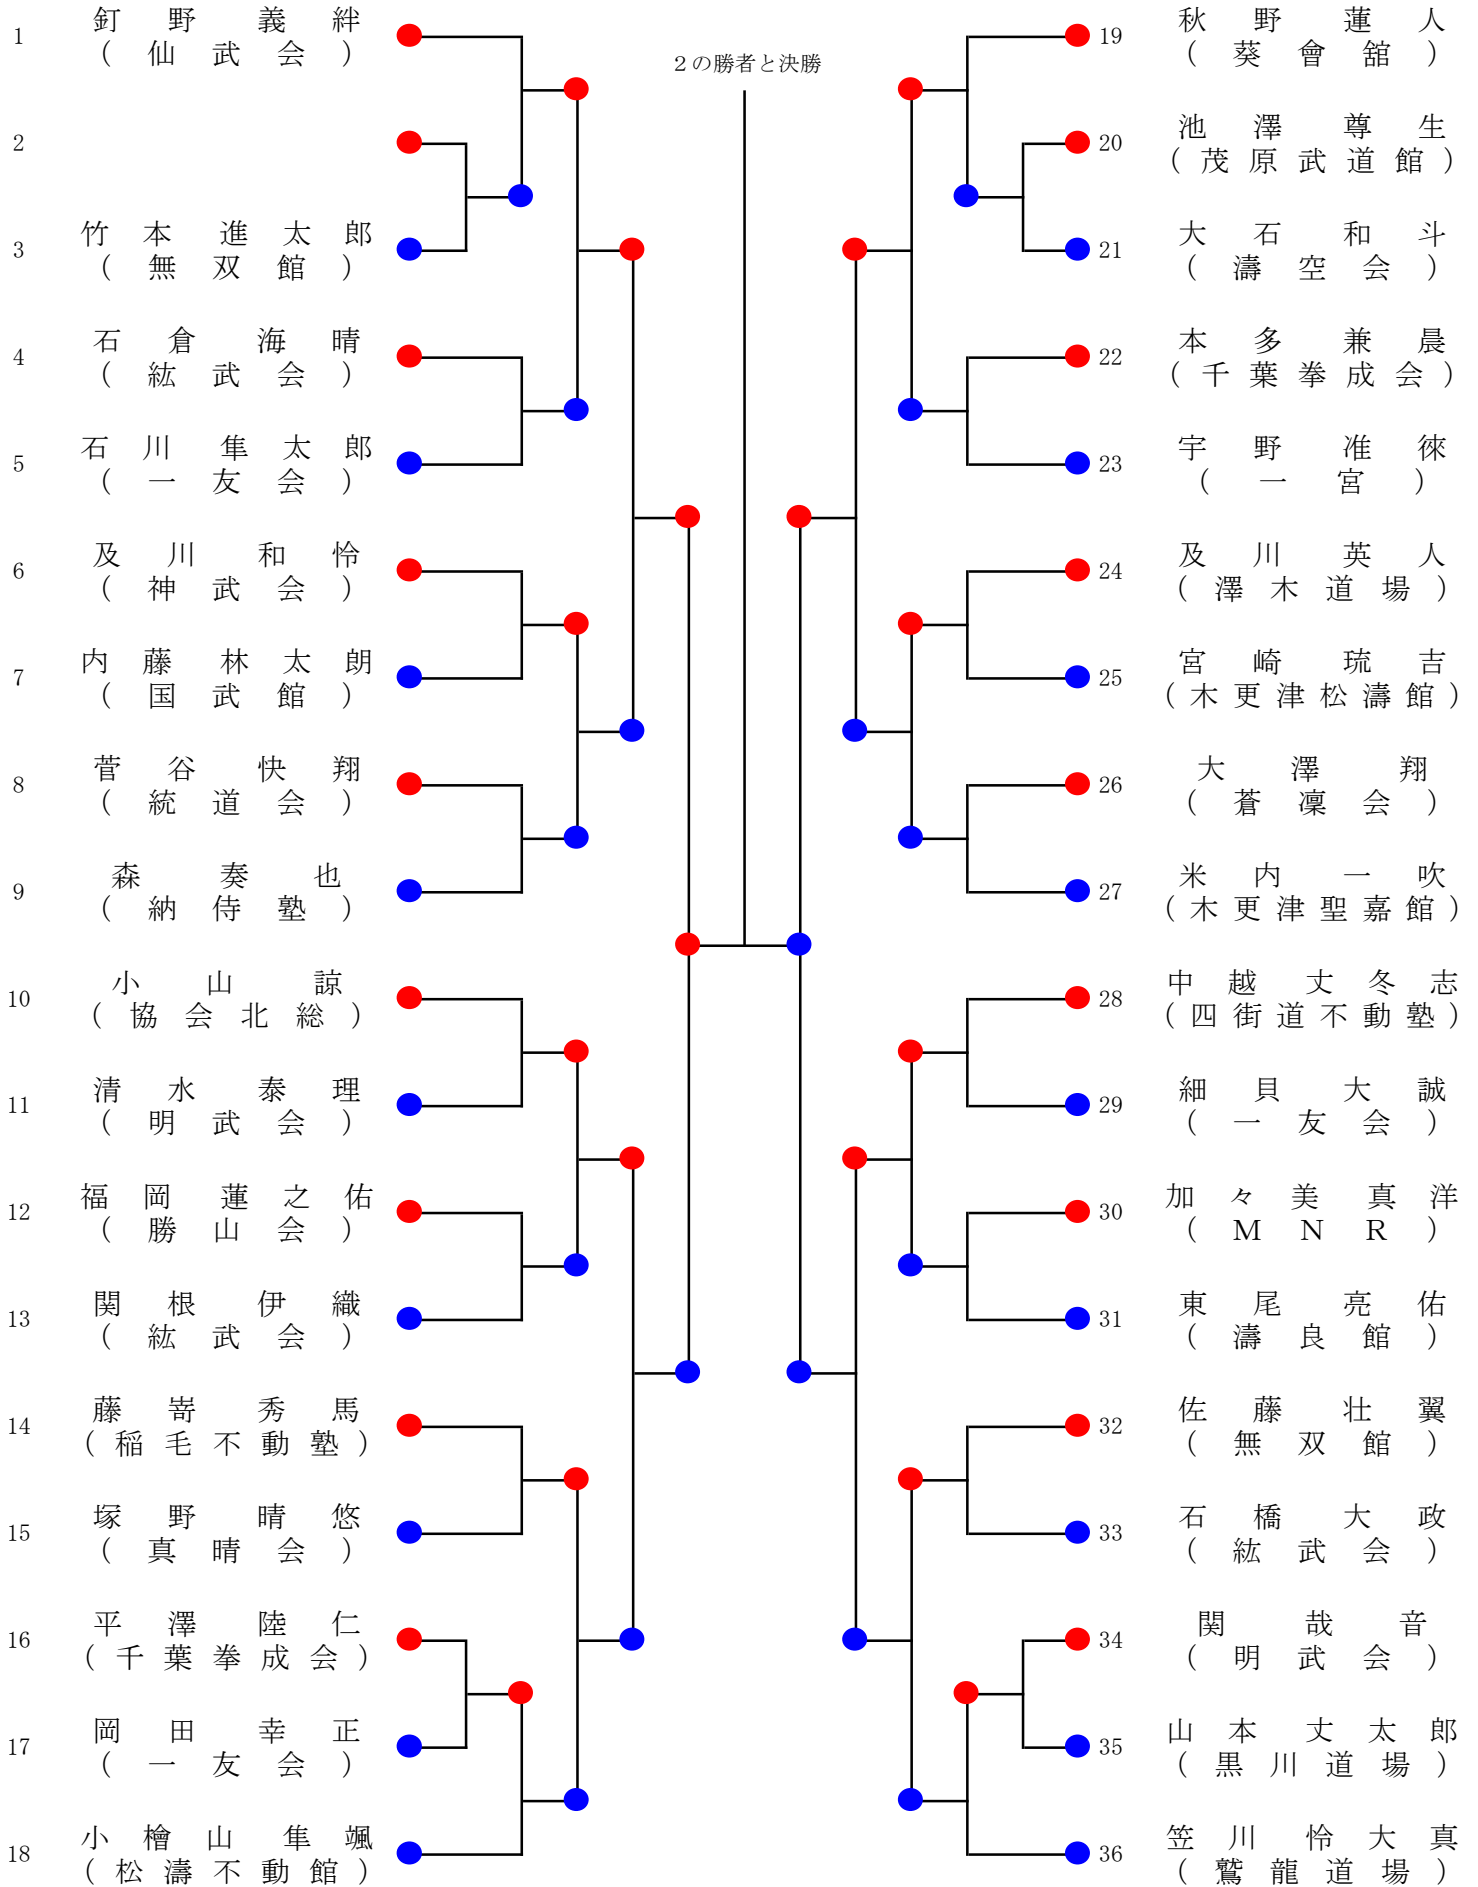 2の勝者と決勝
1 釘野義絆
(仙武会)
2
3 竹本進太郎
(無双館)
4 石倉海晴
(紘武会)
5 石川隼太郎
(一友会)
6 及川和怜
(神武会)
7 内藤林太朗
(国武館)
8 菅谷快翔
(統道会)
9 森奏也
(納侍塾)
10 小山諒
(協会北総)
11 清水泰理
(明武会)
12 福岡蓮之佑
(勝山会)
13 関根伊織
(紘武会)
14 藤嵜秀馬
(稲毛不動塾)
15 塚野晴悠
(真晴会)
16 平澤陸仁
(千葉拳成会)
17 岡田幸正
(一友会)
18 小檜山隼颯
(松濤不動館)
19 秋野蓮人
(葵會舘)
20 池澤尊生
(茂原武道館)
21 大石和斗
(濤空会)
22 本多兼晨
(千葉拳成会)
23 宇野准徠
(一宮)
24 及川英人
(澤木道場)
25 宮崎琉吉
(木更津松濤館)
26 大澤翔
(蒼凜会)
27 米内一吹
(木更津聖嘉館)
28 中越丈冬志
(四街道不動塾)
29 細貝大誠
(一友会)
30 加々美真洋
(MNR)
31 東尾亮佑
(濤良館)
32 佐藤壮翼
(無双館)
33 石橋大政
(紘武会)
34 関哉音
(明武会)
35 山本丈太郎
(黒川道場)
36 笠川怜大真
(鷲龍道場)